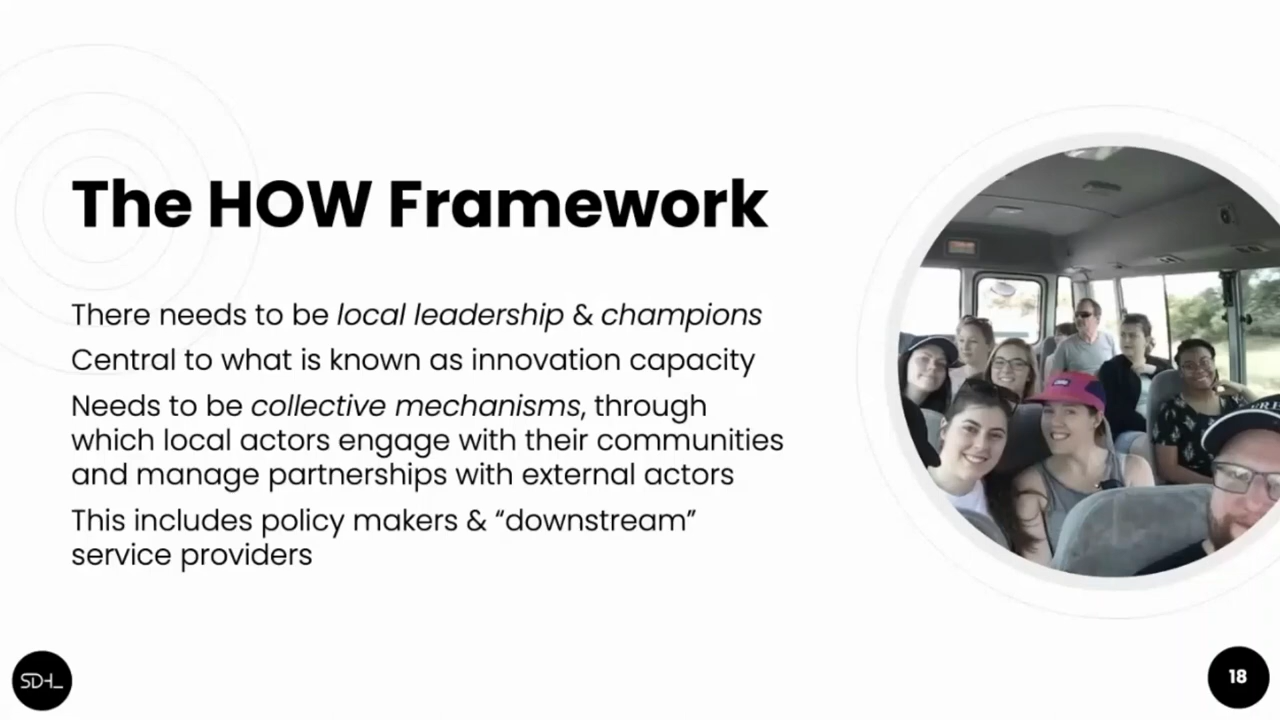 The HOW Framework
There needs to be local leadership & champions
Central to what is known as innovation capacity
Needs to be collective mechanisms, through
which local actors engage with their communities
and manage partnerships with external actors
This includes policy makers & “downstream”
service providers
18